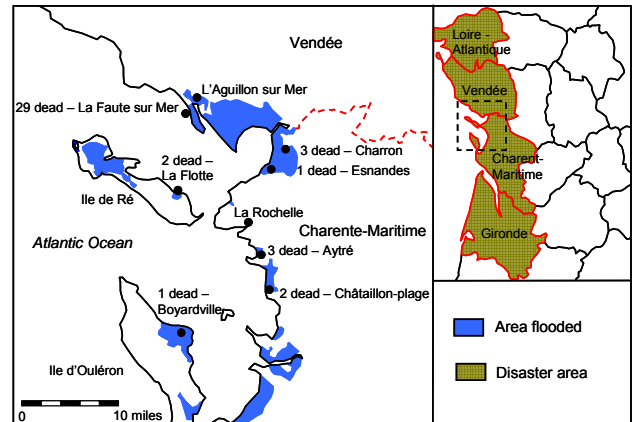 Vendée
L'Aguillon sur Mer
29 dead – La Faute sur Mer
3 dead – Charron
2 dead –
La Flotte
1 dead – Esnandes
Ile de Ré
La Rochelle
Charente-Maritime
Atlantic Ocean
3 dead – Aytré
1 dead –
Boyardville
2 dead – Châtaillon-plage
Ile d'Ouléron
0 10 miles
Loire -
Atlantique
Vendée
Charent-
Maritime
Gironde
Area flooded
Disaster area